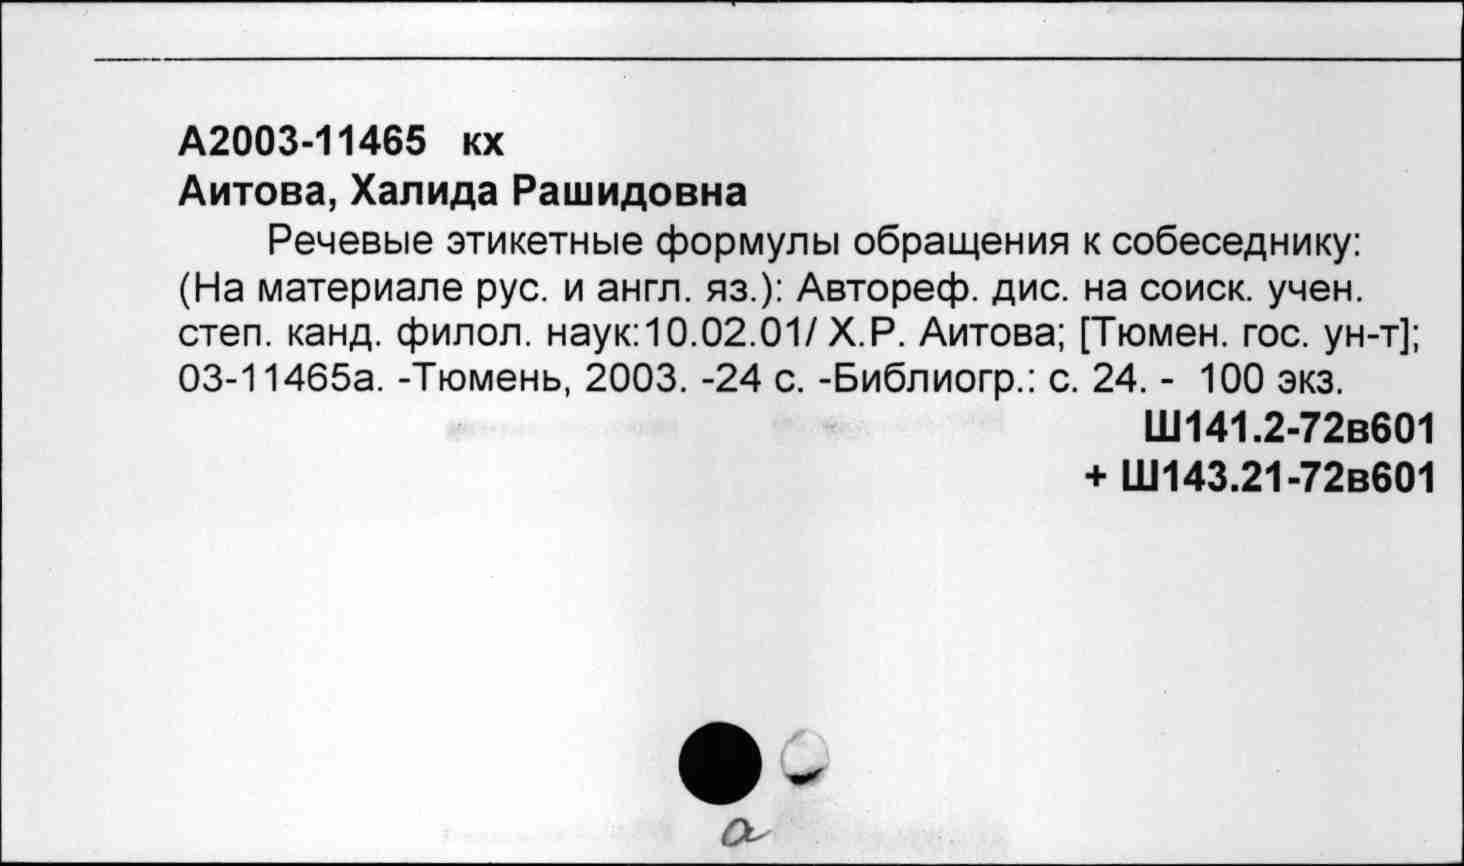 А2003-11465 кх
Аитова, Халида Рашидовна
Речевые этикетные формулы обращения к собеседнику:
(На материале рус. и англ. яз.): Автореф. дис. на соиск. учен.
степ. канд. филол. наук:10.02.01/ Х.Р. Аитова; [Тюмен. гос. ун-т];
03-11465а. -Тюмень, 2003. -24 с. -Библиогр.: с. 24. - 100 экз.
Ш141.2-72в601
+ Ш143.21-72в601
а